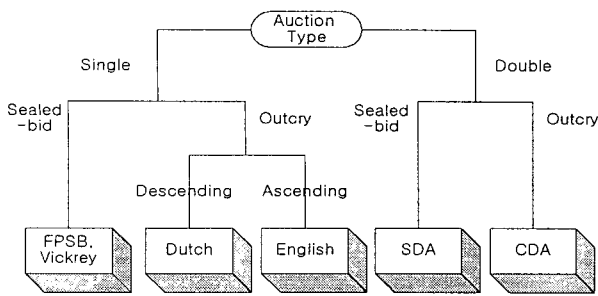 Auction
Type
Single
Double
Sealed
-bid
Outcry
Sealed
-bid
Outcry
Descending
Ascending
FPSB,
Vickrey
Dutch
English
SDA
CDA